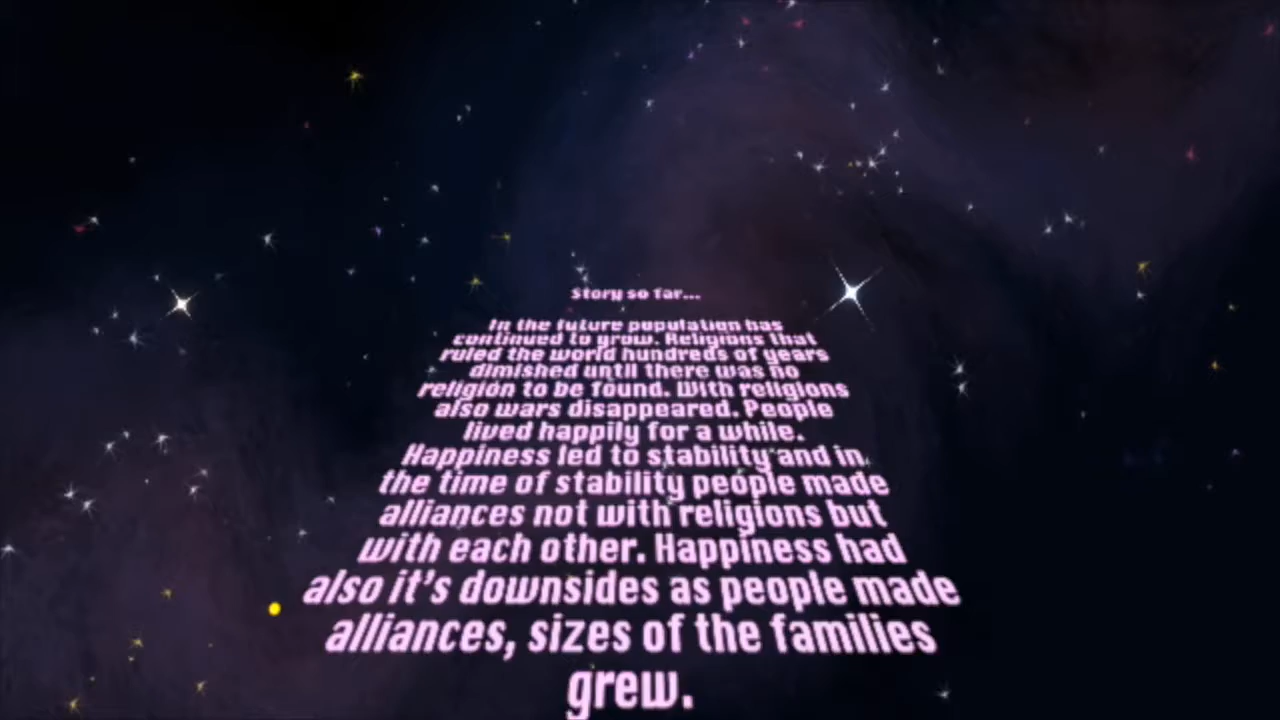 Story so far...
In the future population has
continued to grow. Religions that
ruled the world hundreds of years
dimished until there was no
religion to be found. With religions
also wars disappeared. People
lived happily for a while.
Happiness led to stability and in
the time of stability people made
alliances not with religions but
with each other. Happiness had
also it's downsides as people made
alliances, sizes of the families
grew.